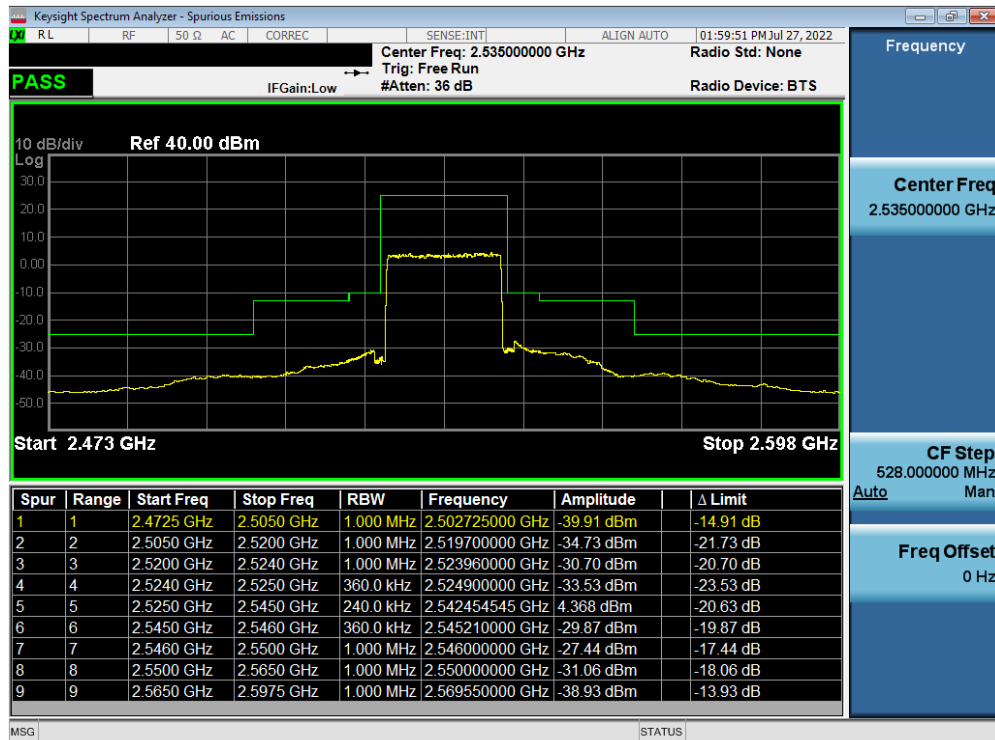 Keysight Spectrum Analyzer - Spurious Emissions
LXI RL RF 50 Ω AC CORREC SENSE:INT ALIGN AUTO 01:59:51 PM Jul 27, 2022
Center Freq: 2.535000000 GHz Radio Std: None
Trig: Free Run
PASS IFGain:Low #Atten: 36 dB Radio Device: BTS
Frequency
10 dB/div Ref 40.00 dBm
Log
30.0
20.0
10.0
0.00
-10.0
-20.0
-30.0
-40.0
-50.0
Start 2.473 GHz Stop 2.598 GHz
Center Freq
2.535000000 GHz
CF Step
528.000000 MHz
Auto Man
Freq Offset
0 Hz
Spur Range Start Freq Stop Freq RBW Frequency Amplitude Δ Limit
1 1 2.4725 GHz 2.5050 GHz 1.000 MHz 2.502725000 GHz -39.91 dBm -14.91 dB
2 2 2.5050 GHz 2.5200 GHz 1.000 MHz 2.519700000 GHz -34.73 dBm -21.73 dB
3 3 2.5200 GHz 2.5240 GHz 1.000 MHz 2.523960000 GHz -30.70 dBm -20.70 dB
4 4 2.5240 GHz 2.5250 GHz 360.0 kHz 2.524900000 GHz -33.53 dBm -23.53 dB
5 5 2.5250 GHz 2.5450 GHz 240.0 kHz 2.542454545 GHz 4.368 dBm -20.63 dB
6 6 2.5450 GHz 2.5460 GHz 360.0 kHz 2.545210000 GHz -29.87 dBm -19.87 dB
7 7 2.5460 GHz 2.5500 GHz 1.000 MHz 2.546000000 GHz -27.44 dBm -17.44 dB
8 8 2.5500 GHz 2.5650 GHz 1.000 MHz 2.550000000 GHz -31.06 dBm -18.06 dB
9 9 2.5650 GHz 2.5975 GHz 1.000 MHz 2.569550000 GHz -38.93 dBm -13.93 dB
MSG STATUS